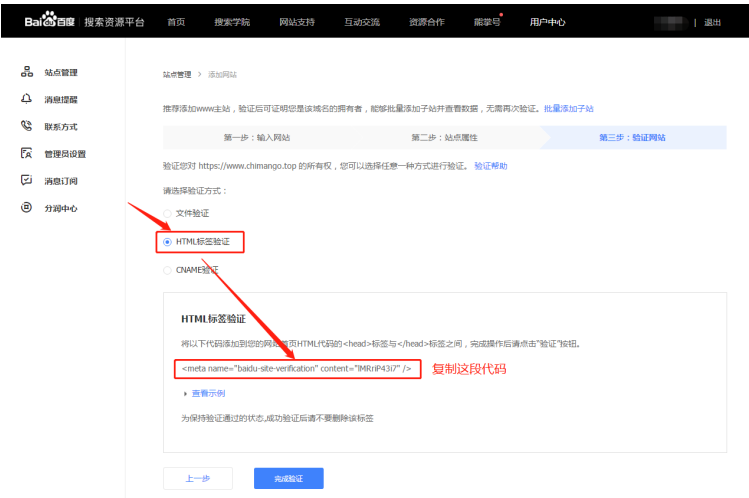 Bai百度 搜索资源平台 首页 搜索学院 网站支持 互动交流 资源合作 能掌号 用户中心 | 退出
站点管理
消息提醒
联系方式
管理员设置
消息订阅
分润中心
站点管理 > 添加网站
推荐添加www主站，验证后可证明您是该域名的拥有者，能够批量添加子站并查看数据，无需再次验证。批量添加子站
第一步：输入网站 第二步：站点属性 第三步：验证网站
验证您对 https://www.chimango.top 的所有权，您可以选择任意一种方式进行验证。 验证帮助
请选择验证方式：
文件验证
HTML标签验证
CNAME验证
HTML标签验证
将以下代码添加到您的网站首页HTML代码的<head>标签与</head>标签之间，完成操作后请点击"验证"按钮。
<meta name="baidu-site-verification" content="lMRriP43i7" /> 复制这段代码
查看示例
为保持验证通过的状态,成功验证后请不要删除该标签
上一步 完成验证